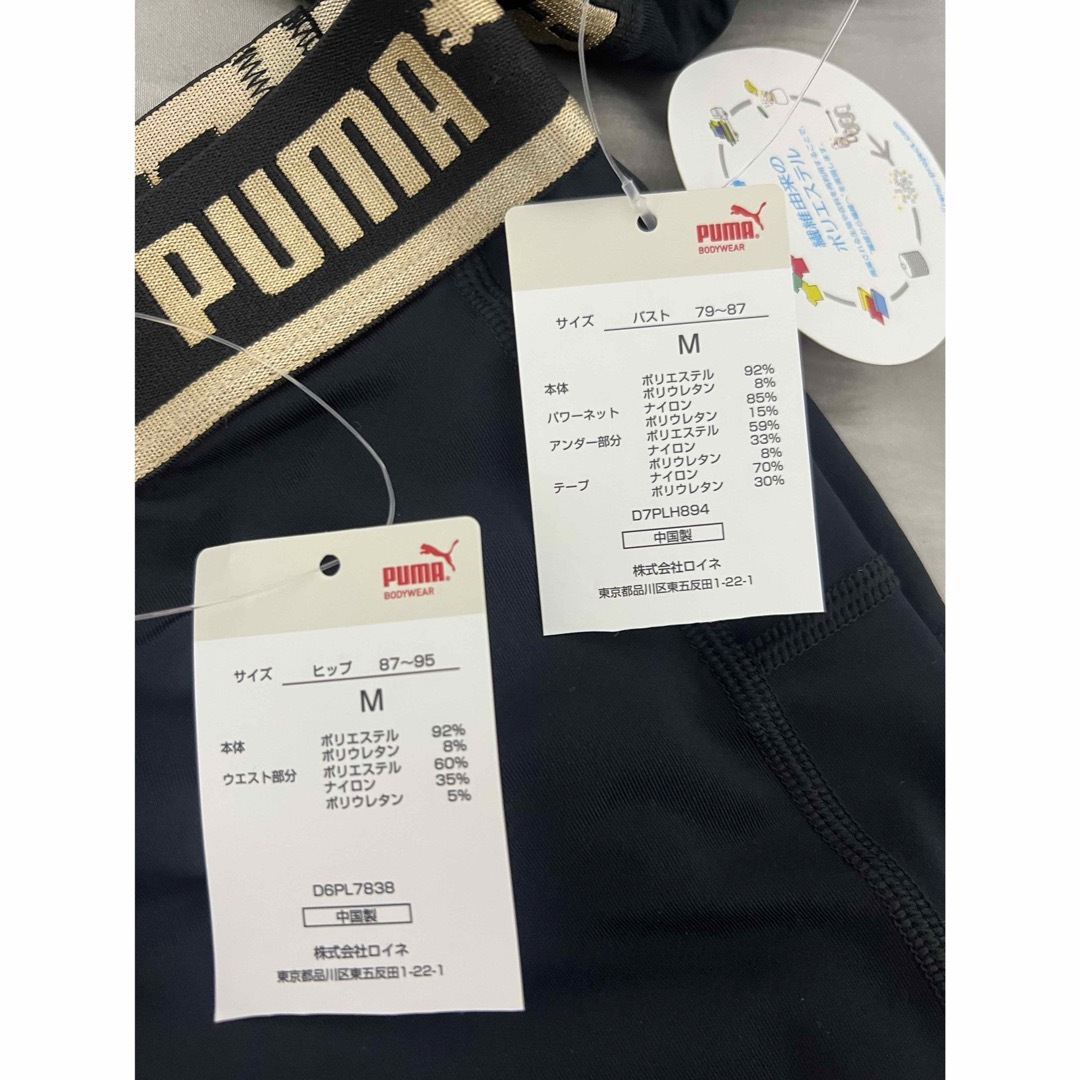 PUMA
繊維由来の
ポリエステル
PUMA
BODYWEAR
サイズ バスト 79〜87
M
本体 ポリエステル 92%
ポリウレタン 8%
パワーネット ナイロン 85%
ポリウレタン 15%
アンダー部分 ポリエステル 59%
ナイロン 33%
ポリウレタン 8%
テープ ナイロン 70%
ポリウレタン 30%
D7PLH894
中国製
株式会社ロイネ
東京都品川区東五反田1-22-1
PUMA
BODYWEAR
サイズ ヒップ 87〜95
M
本体 ポリエステル 92%
ポリウレタン 8%
ウエスト部分 ポリエステル 60%
ナイロン 35%
ポリウレタン 5%
D6PL7838
中国製
株式会社ロイネ
東京都品川区東五反田1-22-1